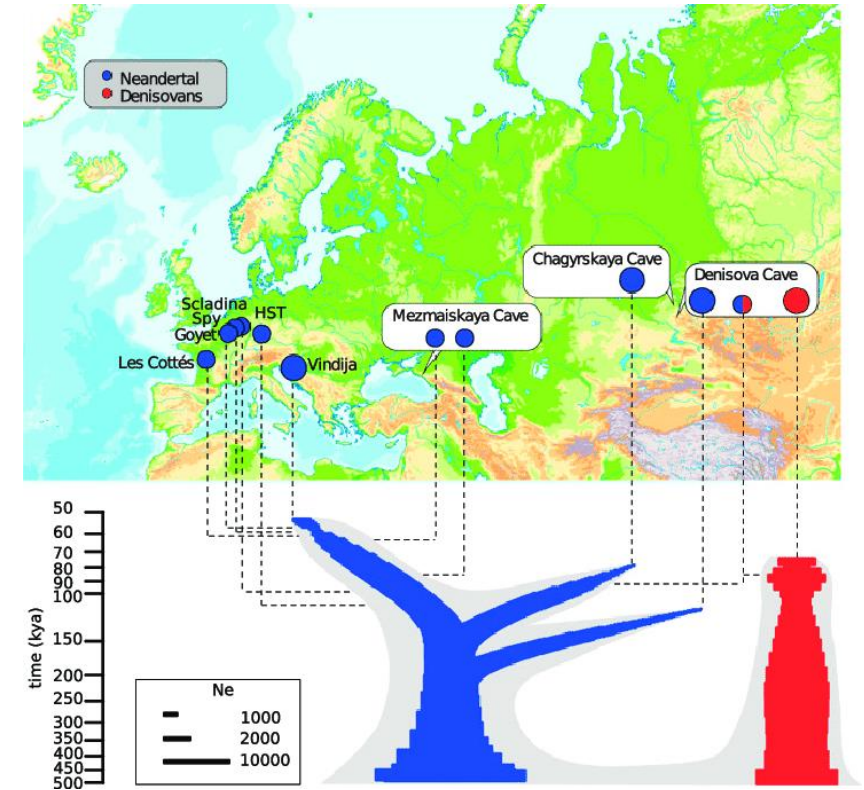 Neandertal
Denisovans
Chagyrskaya Cave
Denisova Cave
Scladina
Spy
HST
Goyet
Mezmaiskaya Cave
Les Cottés
Vindija
50
60
70
80
90
100
150
200
250
300
350
400
450
500
time (kya)
Ne
1000
2000
10000